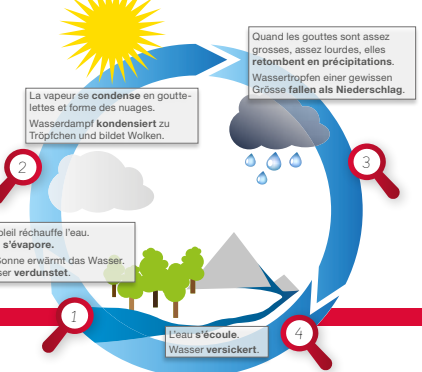 Quand les gouttes sont assez
grosses, assez lourdes, elles
retombent en précipitations.
Wassertropfen einer gewissen
Grösse fallen als Niederschlag.
La vapeur se condense en goutte-
lettes et forme des nuages.
Wasserdampf kondensiert zu
Tröpfchen und bildet Wolken.
2
3
réchauffe l'eau.
s'évapore.
Sonne erwärmt das Wasser.
verdunstet.
1
L'eau s'écoule.
Wasser versickert.
4